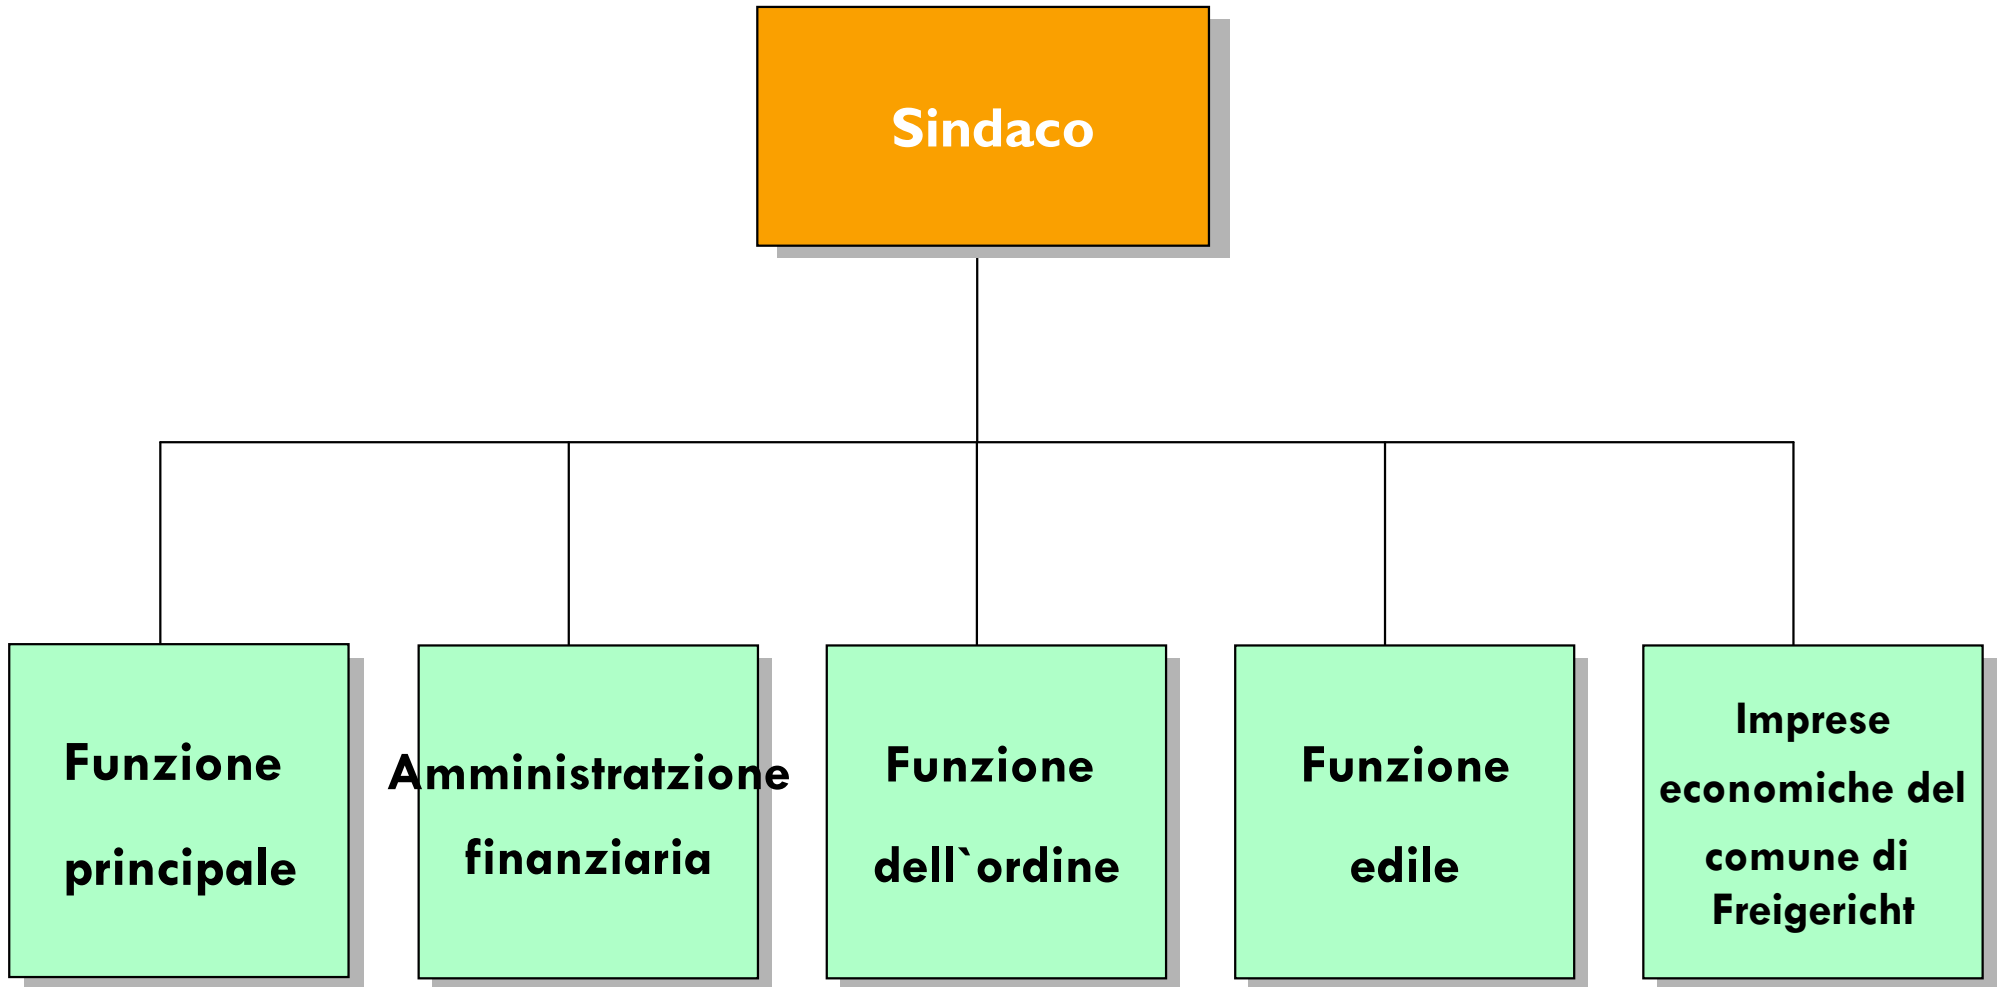 Sindaco
Funzione
principale
Amministratzione
finanziaria
Funzione
dell`ordine
Funzione
edile
Imprese
economiche del
comune di
Freigericht